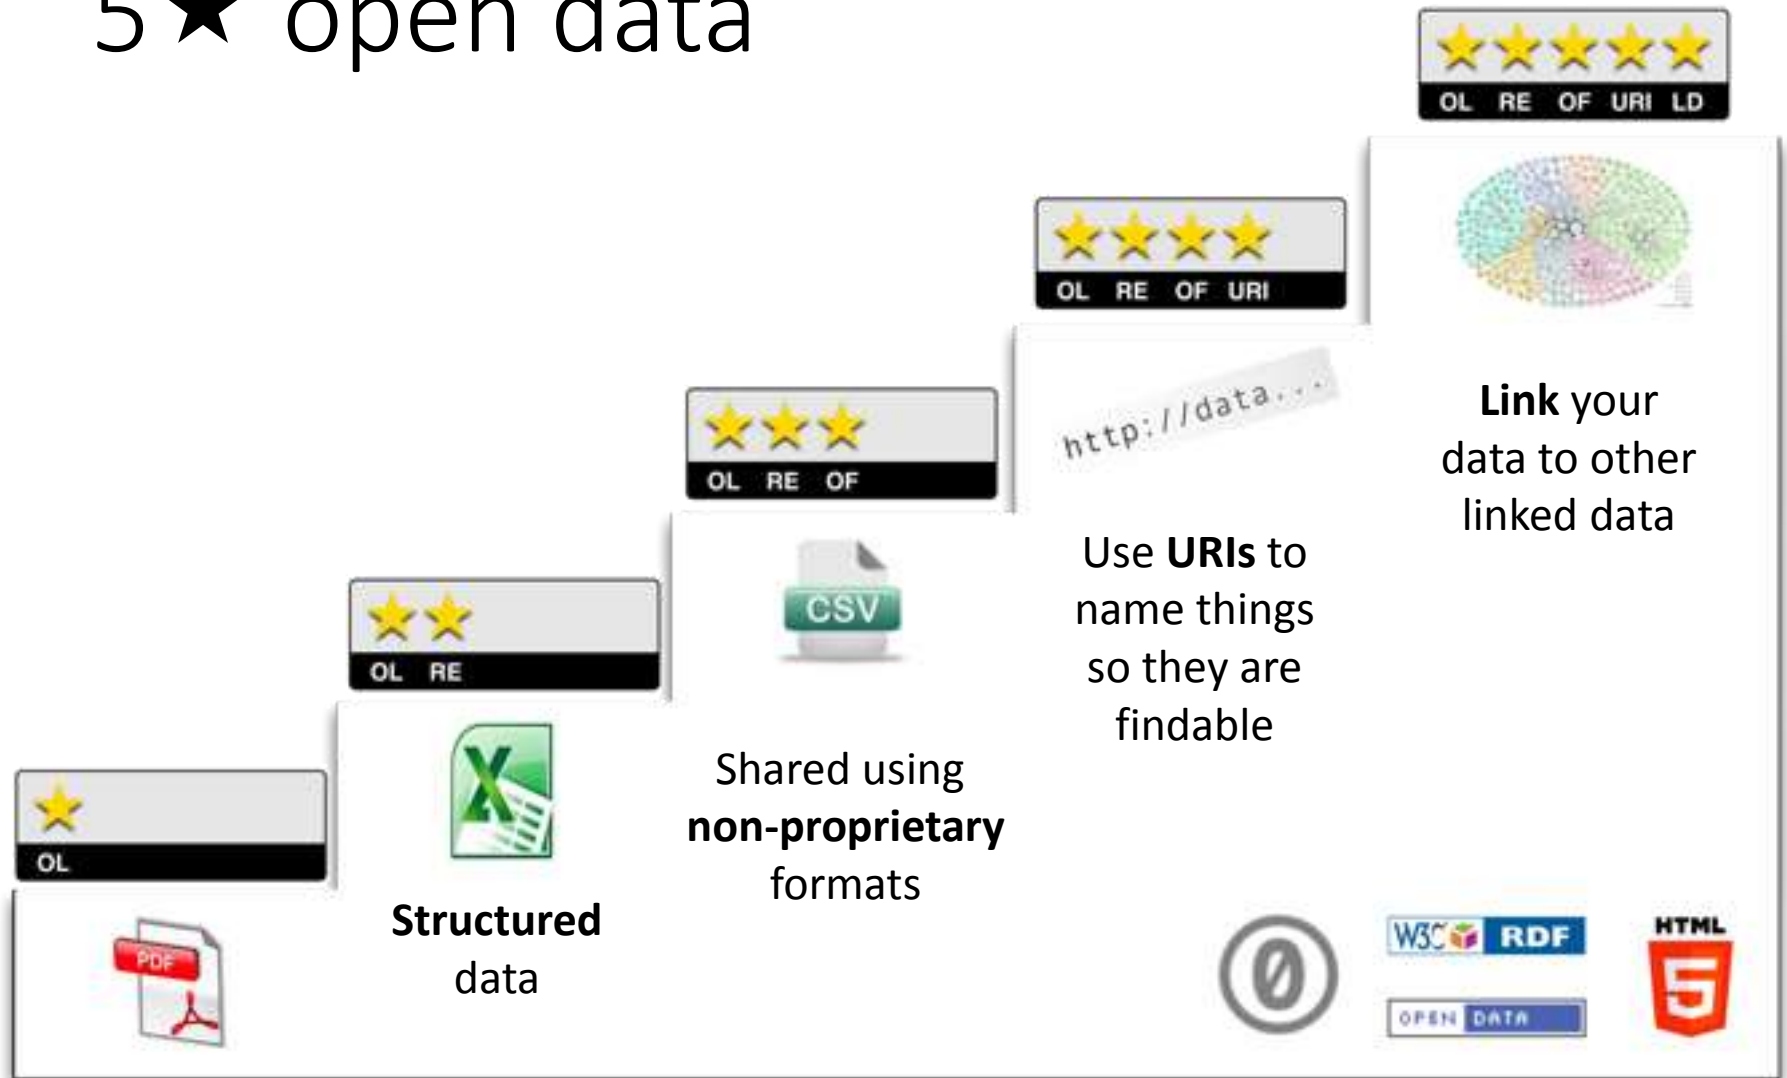 5★ open data
★★★★★
OL RE OF URI LD
★★★★
OL RE OF URI
http://data...
Link your
data to other
linked data
★★★
OL RE OF
CSV
Use URIs to
name things
so they are
findable
★★
OL RE
Shared using
non-proprietary
formats
★
OL
PDF
X
Structured
data
0
W3C RDF
OPEN DATA
HTML
5